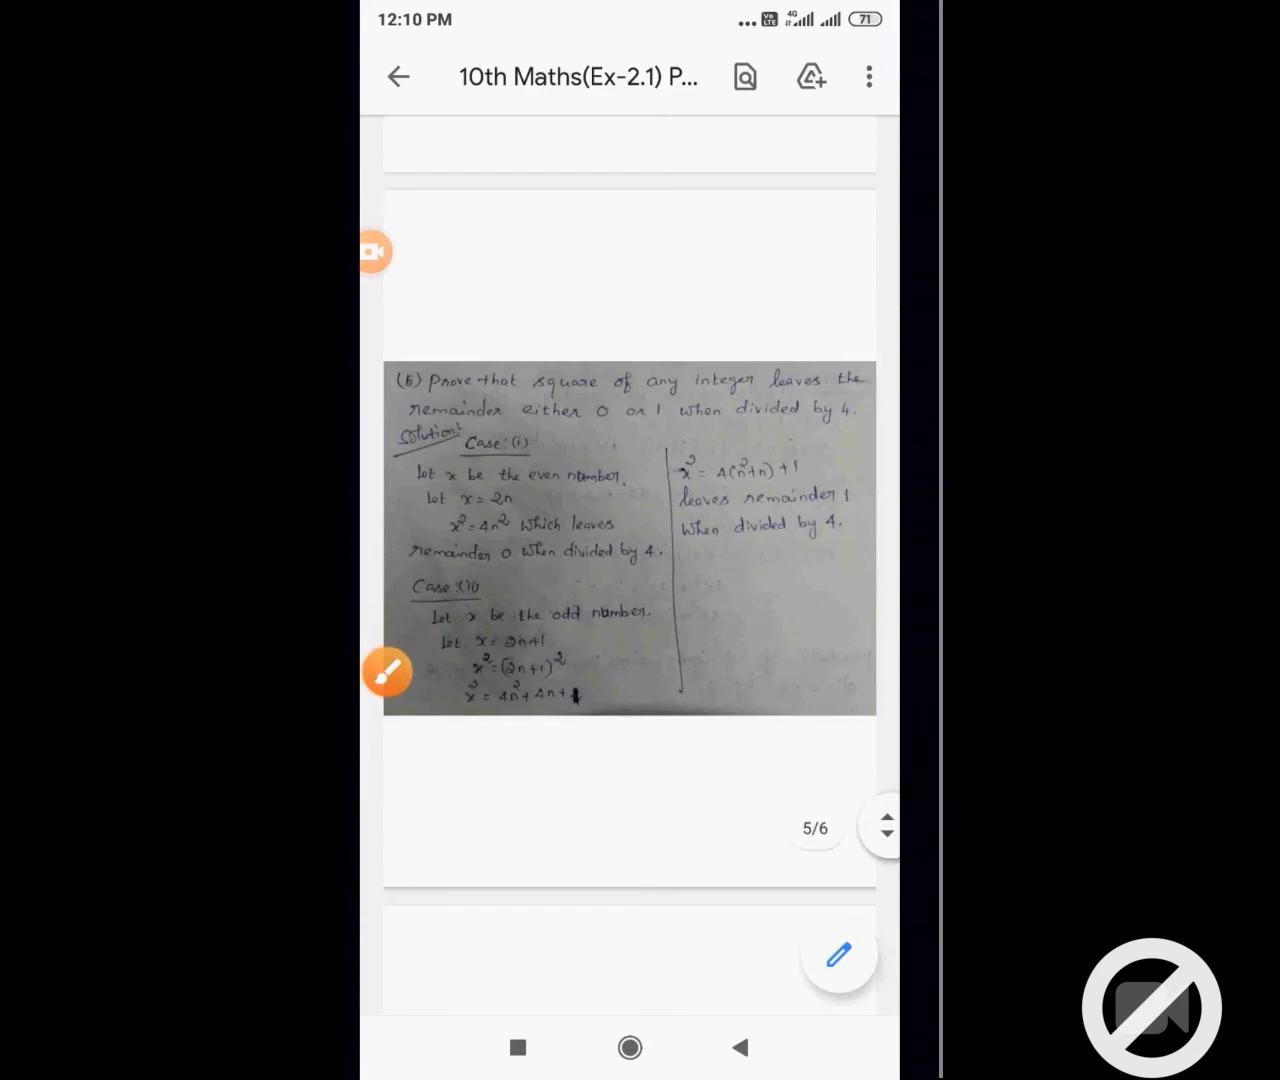 12:10 PM
Vo LTE 4G 71
10th Maths(Ex-2.1) P...
(5) Prove that square of any integer leaves the
remainder either 0 or 1 when divided by 4.
Solution:
Case:(i)
Let x be the even number.
Let x = 2n
x² = 4n² which leaves
remainder 0 when divided by 4.
Case:(ii)
Let x be the odd number.
Let x = 2n+1
x² = (2n+1)²
x² = 4n² + 4n + 1
x² = 4(n²+n) + 1
leaves remainder 1
when divided by 4.
5/6